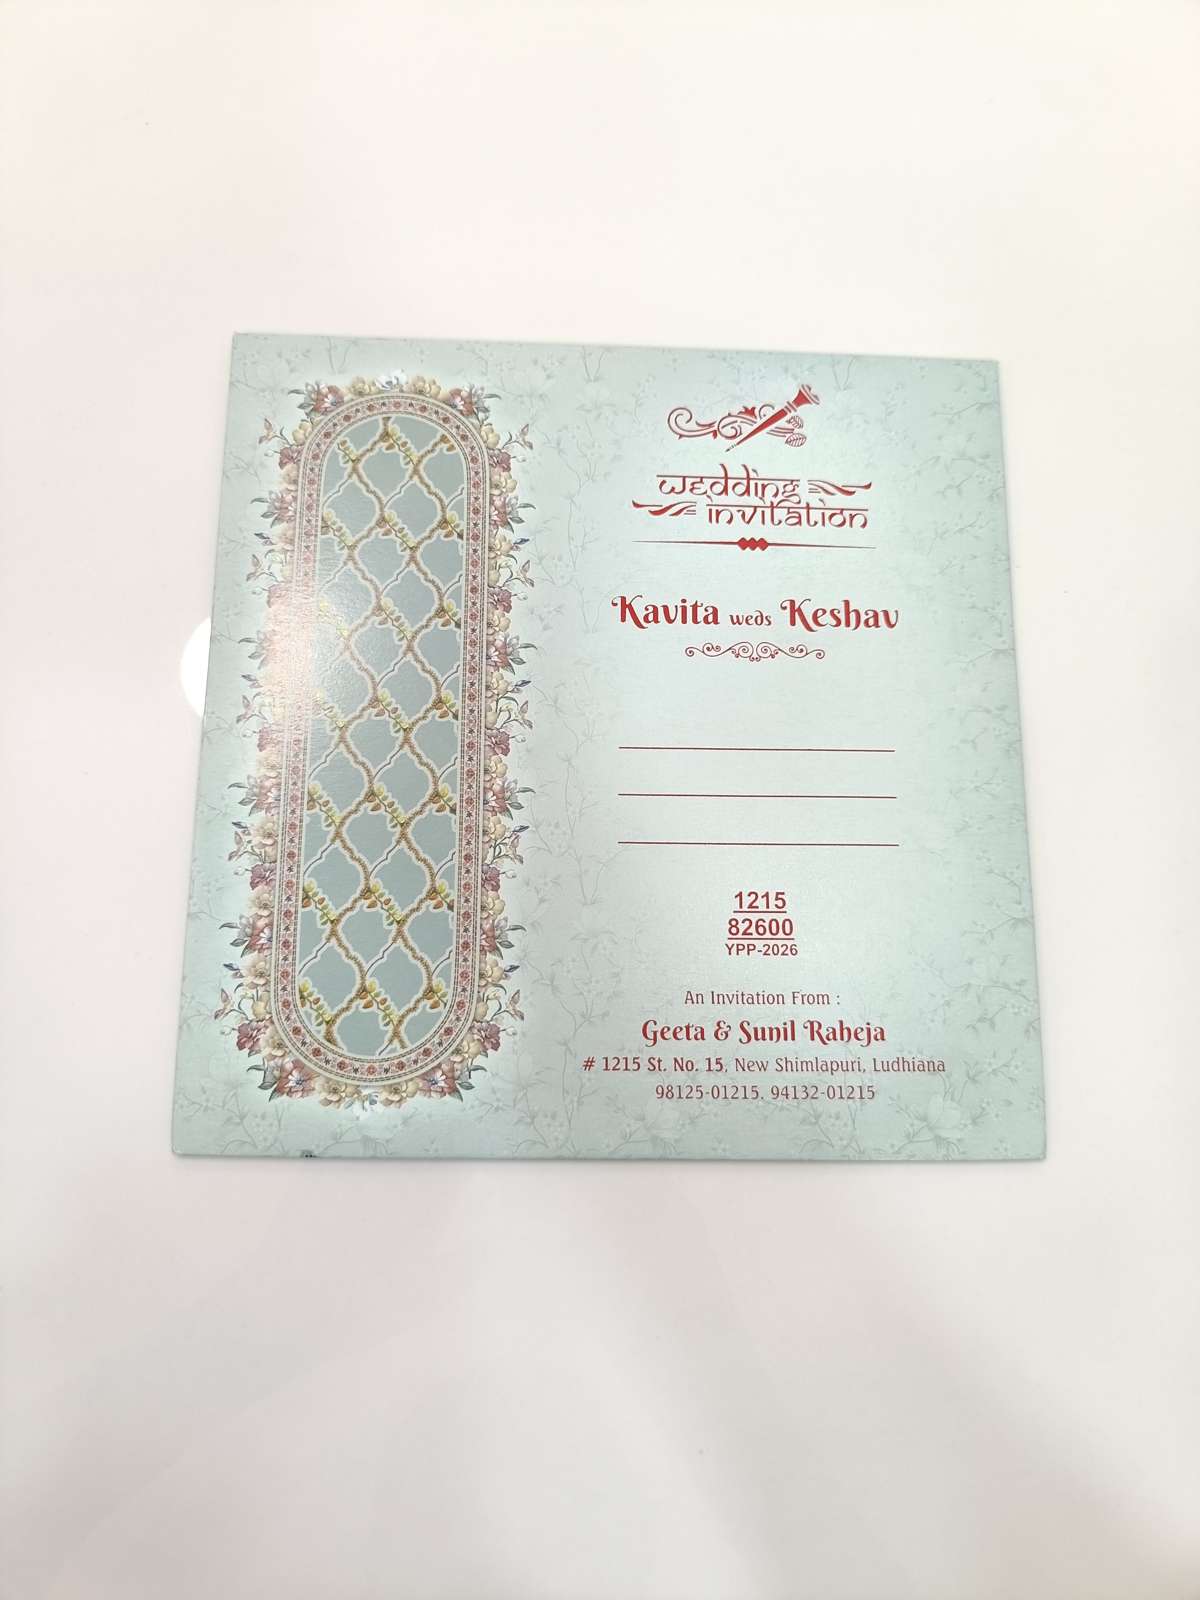 wedding
invitation
Kavita weds Keshav
1215
82600
YPP-2026
An Invitation From :
Geeta & Sunil Raheja
# 1215 St. No. 15, New Shimlapuri, Ludhiana
98125-01215. 94132-01215